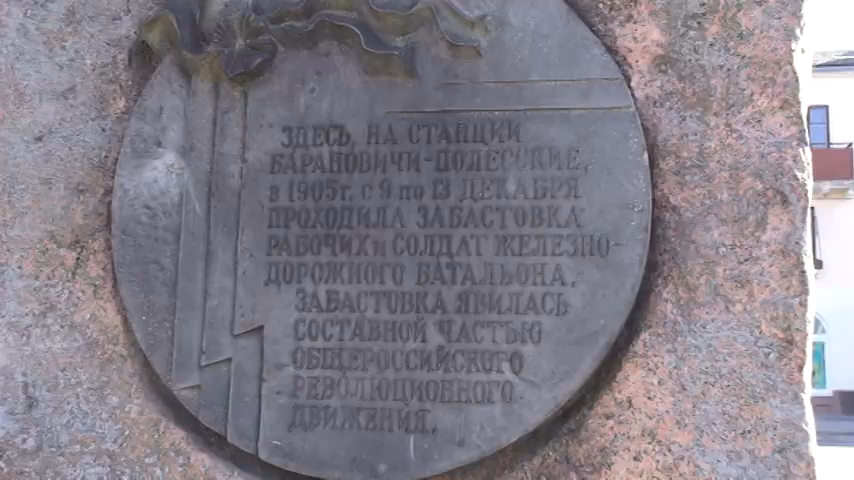 ЗДЕСЬ, НА СТАНЦИИ
БАРАНОВИЧИ-ПОЛЕССКИЕ,
в 1905г. с 9 по 13 ДЕКАБРЯ
ПРОХОДИЛА ЗАБАСТОВКА
РАБОЧИХ и СОЛДАТ ЖЕЛЕЗНО-
ДОРОЖНОГО БАТАЛЬОНА.
ЗАБАСТОВКА ЯВИЛАСЬ
СОСТАВНОЙ ЧАСТЬЮ
ОБЩЕРОССИЙСКОГО
РЕВОЛЮЦИОННОГО
ДВИЖЕНИЯ.